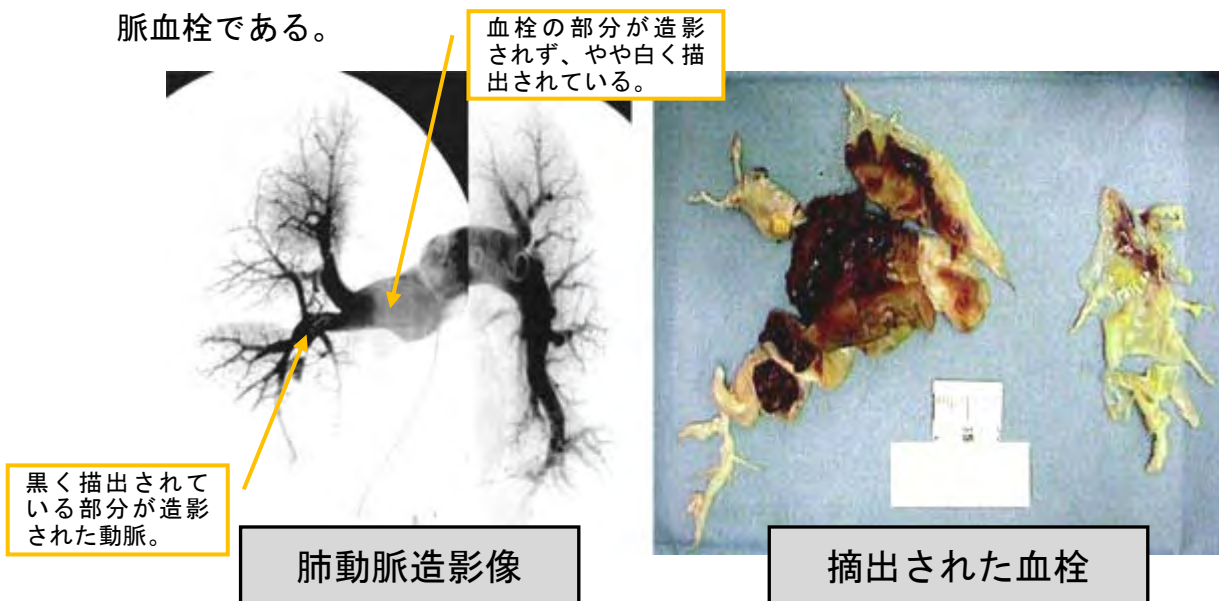 脈血栓である。
血栓の部分が造影
されず、やや白く描
出されている。
黒く描出されて
いる部分が造影
された動脈。
肺動脈造影像
摘出された血栓